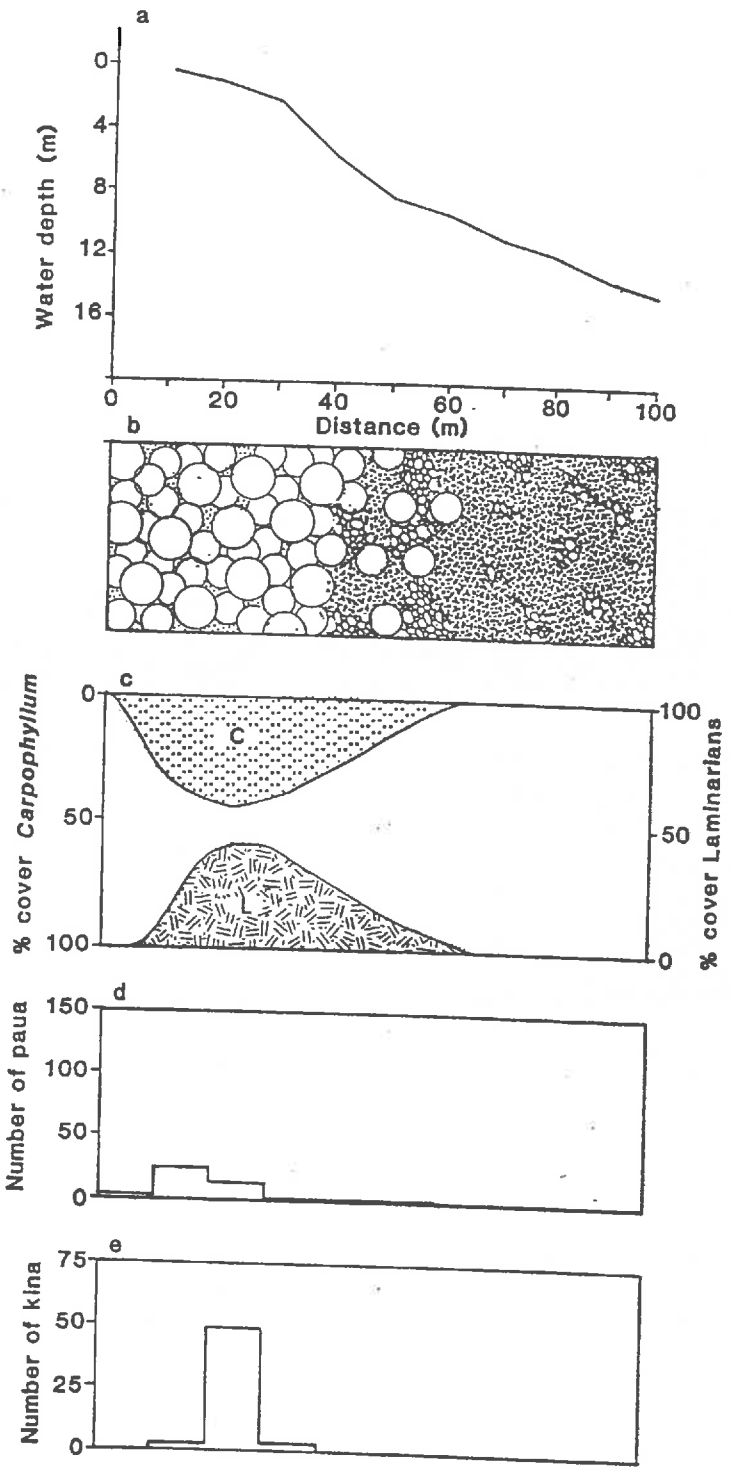 a
Water depth (m)
0
4
8
12
16
0 20 40 60 80 100
Distance (m)
b
c
% cover Carpophyllum
0
50
100
C
L
100
50
0
% cover Laminarians
d
Number of paua
150
100
50
0
e
Number of kina
75
50
25
0